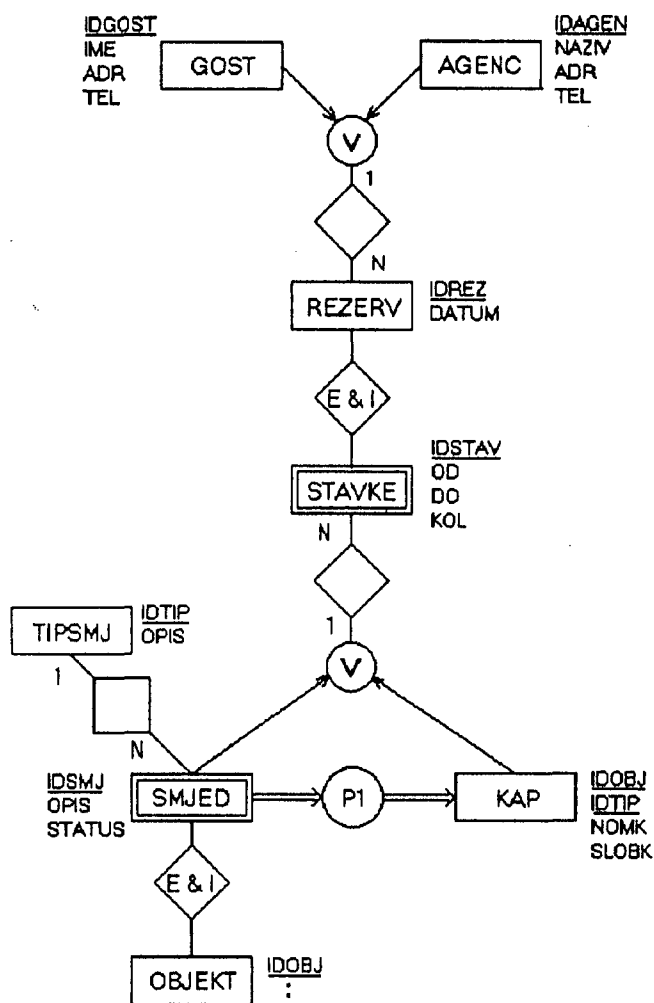 IDGOST
IME
ADR
TEL
GOST
AGENC
IDAGEN
NAZIV
ADR
TEL
V
1
N
REZERV
IDREZ
DATUM
E & I
STAVKE
IDSTAV
OD
DO
KOL
N
1
V
TIPSMJ
IDTIP
OPIS
1
N
IDSMJ
OPIS
STATUS
SMJED
P1
KAP
IDOBJ
IDTIP
NOMK
SLOBK
E & I
OBJEKT
IDOBJ
: